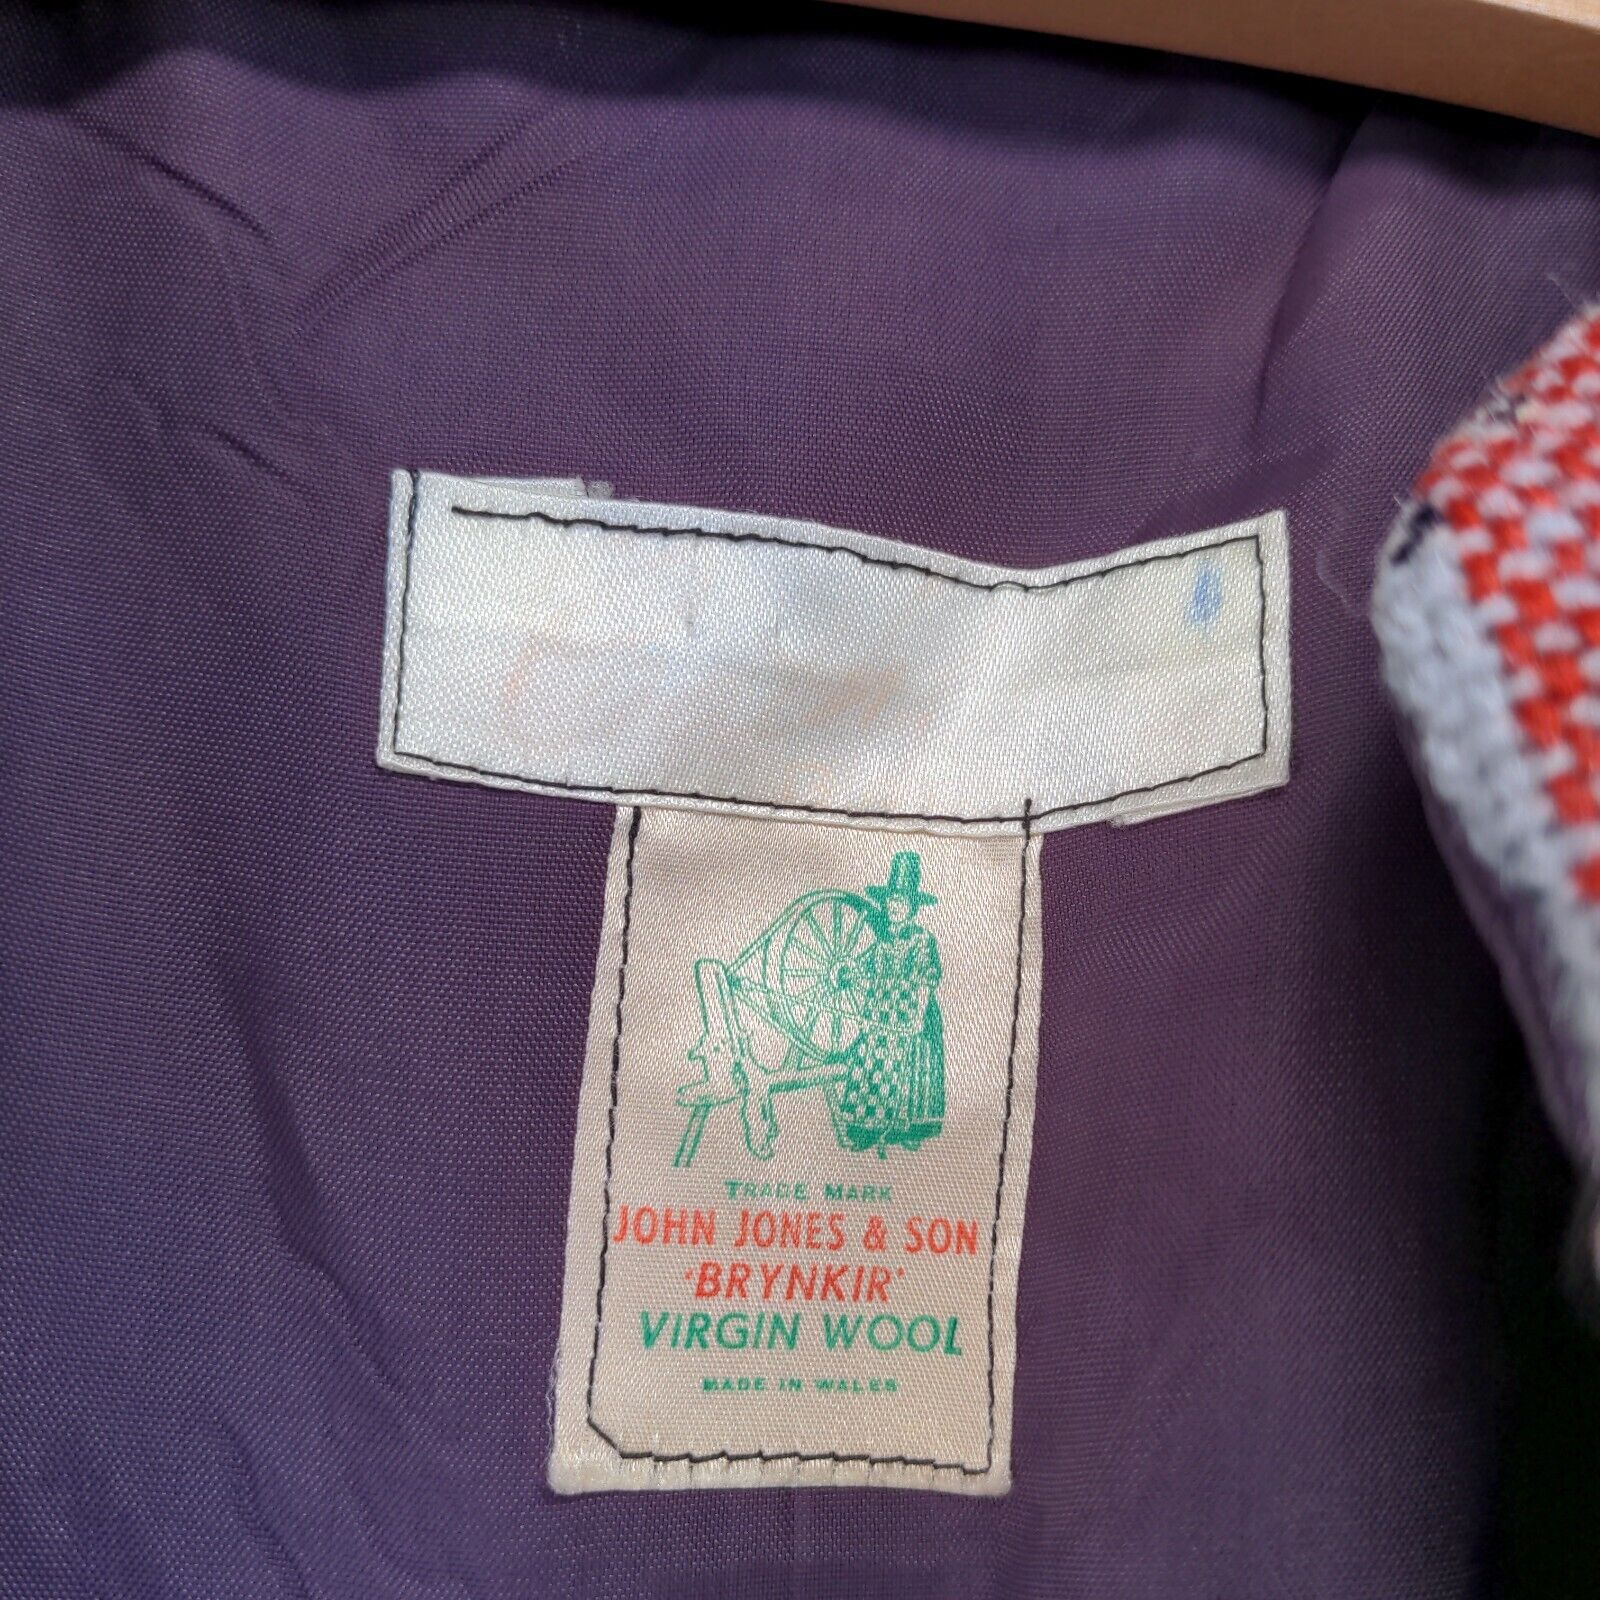 TRADE MARK
JOHN JONES & SON
'BRYNKIR'
VIRGIN WOOL
MADE IN WALES